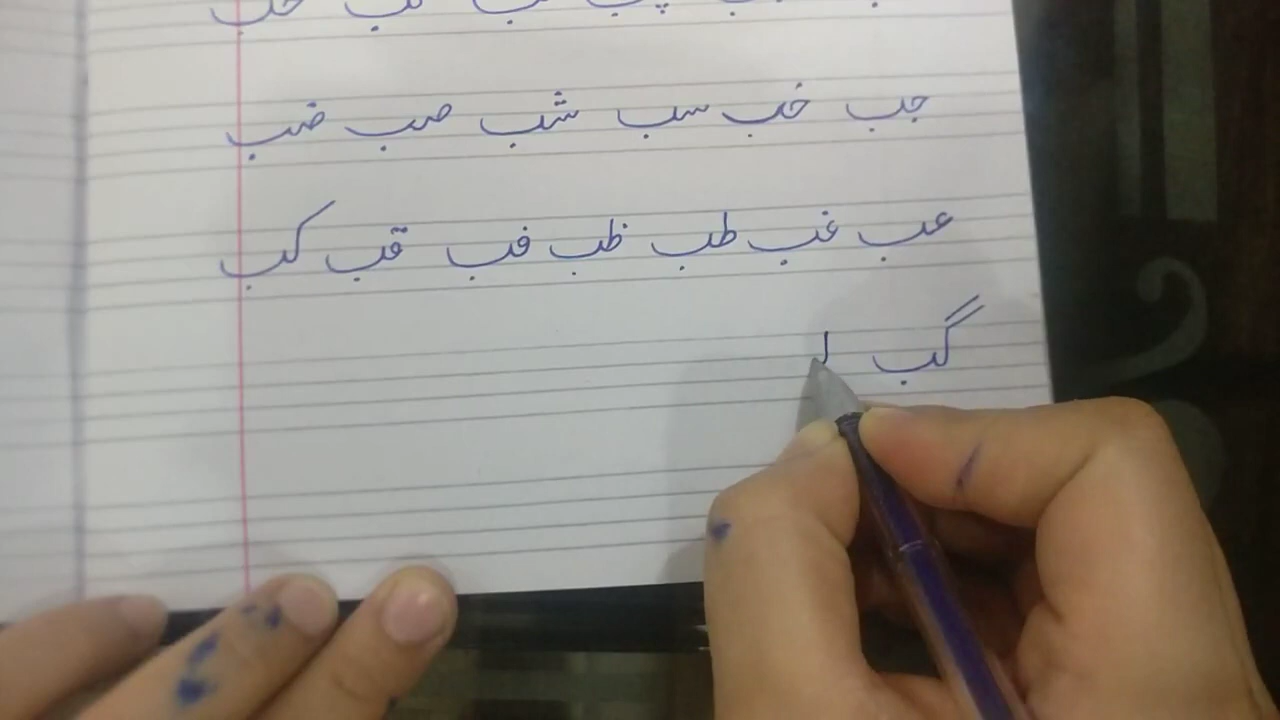 جب خب سب شب صب ضب
عب غب طب ظب فب قب کب
گب